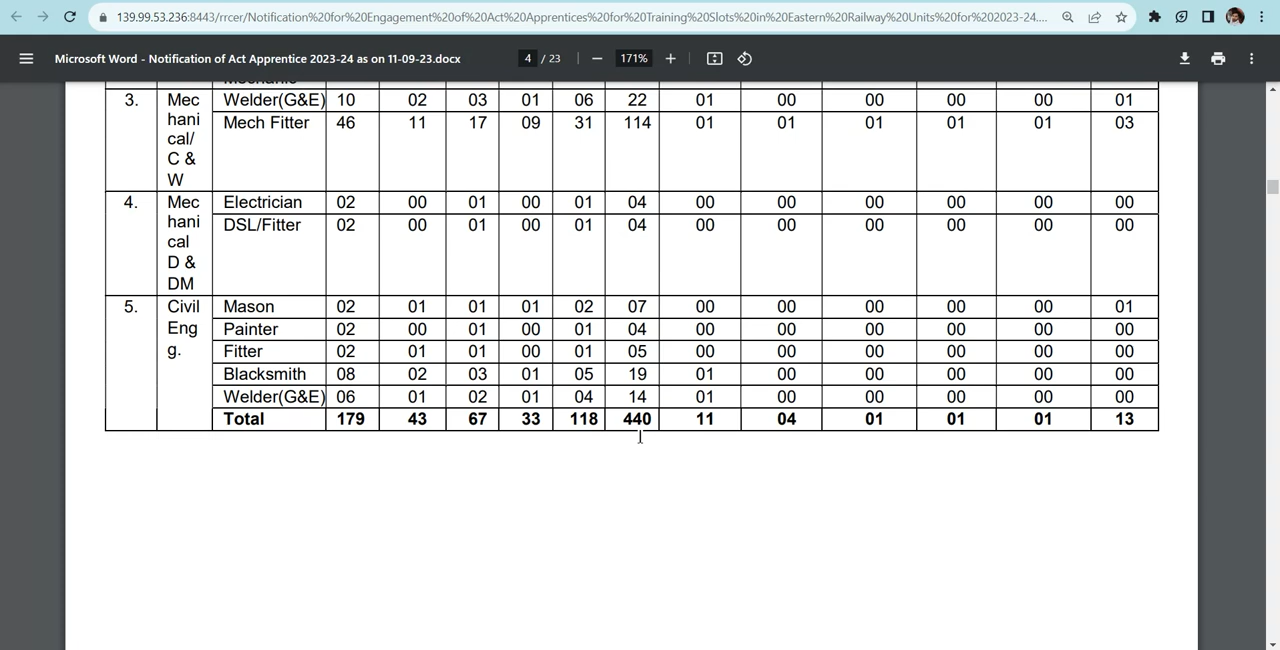 139.99.53.236:8443/rrcer/Notification%20for%20Engagement%20of%20Act%20Apprentices%20for%20Training%20Slots%20in%20Eastern%20Railway%20Units%20for%202023-24....
Microsoft Word - Notification of Act Apprentice 2023-24 as on 11-09-23.docx 4 / 23 171%
3. Mec Welder(G&E) 10 02 03 01 06 22 01 00 00 00 00 01
hani Mech Fitter 46 11 17 09 31 114 01 01 01 01 01 03
cal/
C &
W
4. Mec Electrician 02 00 01 00 01 04 00 00 00 00 00 00
hani DSL/Fitter 02 00 01 00 01 04 00 00 00 00 00 00
cal
D &
DM
5. Civil Mason 02 01 01 01 02 07 00 00 00 00 00 01
Eng Painter 02 00 01 00 01 04 00 00 00 00 00 00
g. Fitter 02 01 01 00 01 05 00 00 00 00 00 00
Blacksmith 08 02 03 01 05 19 01 00 00 00 00 00
Welder(G&E) 06 01 02 01 04 14 01 00 00 00 00 00
Total 179 43 67 33 118 440 11 04 01 01 01 13